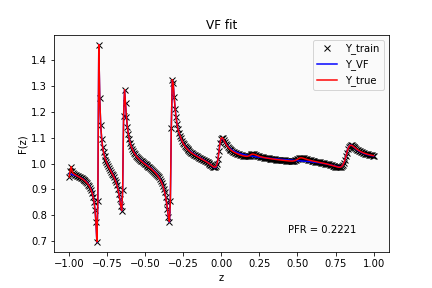 VF fit
Y_train
Y_VF
Y_true
F(z)
1.4
1.3
1.2
1.1
1.0
0.9
0.8
0.7
PFR = 0.2221
−1.00 −0.75 −0.50 −0.25 0.00 0.25 0.50 0.75 1.00
z